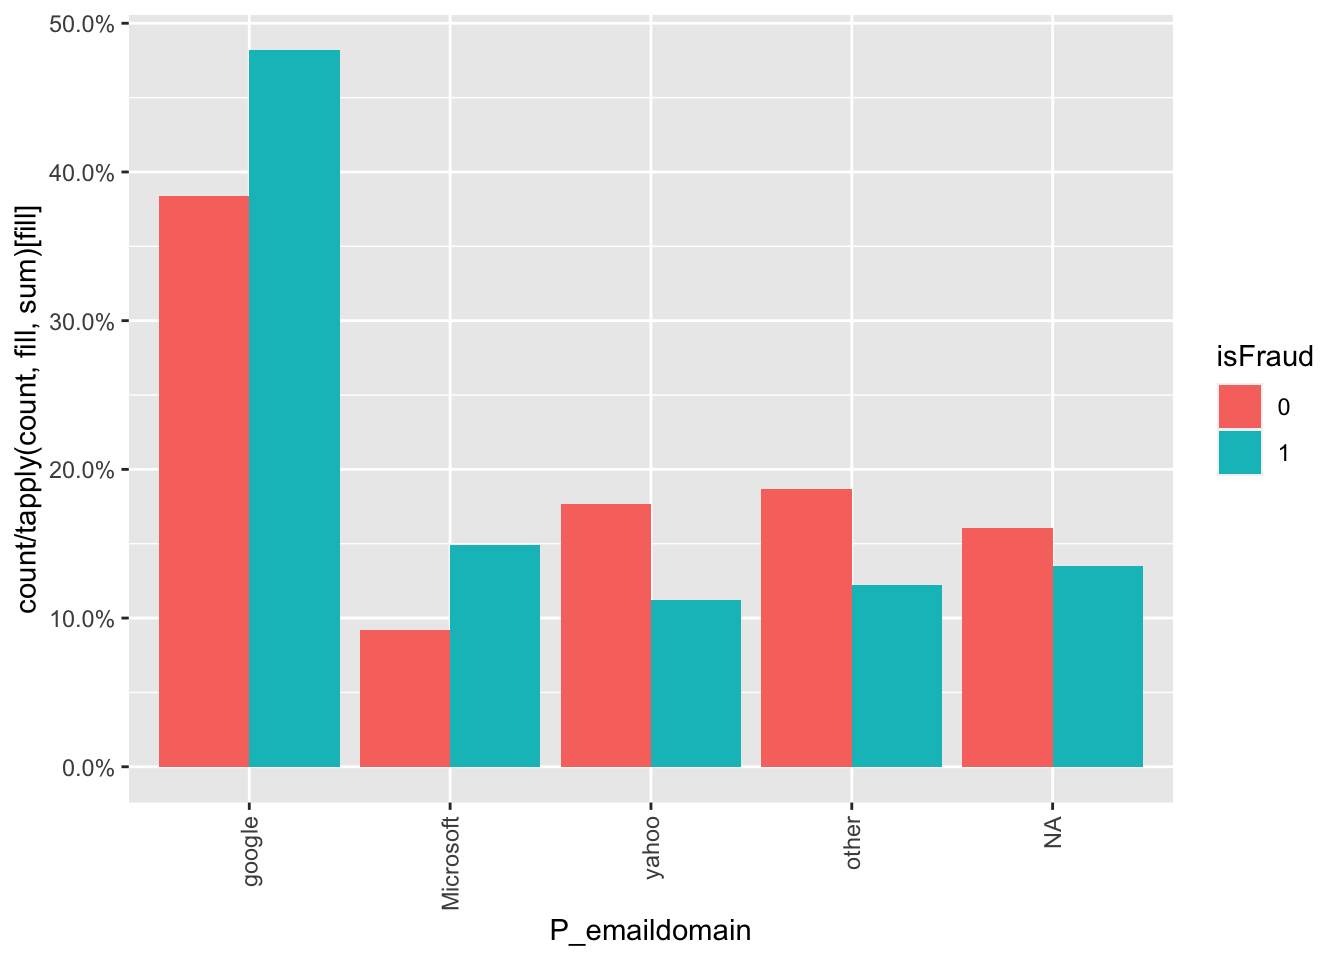 50.0%
40.0%
30.0%
20.0%
10.0%
0.0%
count/tapply(count, fill, sum)[fill]
google
Microsoft
yahoo
other
NA
P_emaildomain
isFraud
0
1